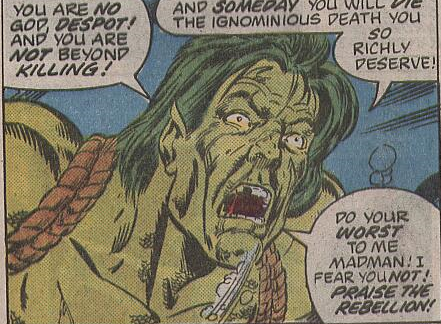 YOU ARE NO
GOD, DESPOT!
AND YOU ARE
NOT BEYOND
KILLING!
AND SOMEDAY YOU WILL DIE
THE IGNOMINIOUS DEATH YOU
SO
RICHLY
DESERVE!
DO YOUR
WORST
TO ME
MADMAN! I
FEAR YOU NOT!
PRAISE THE
REBELLION!